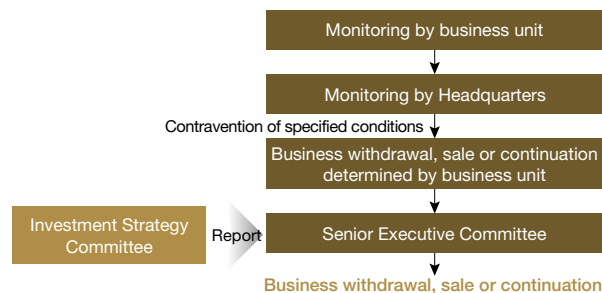 Monitoring by business unit
Monitoring by Headquarters
Contravention of specified conditions
Business withdrawal, sale or continuation
determined by business unit
Investment Strategy
Committee
Report
Senior Executive Committee
Business withdrawal, sale or continuation